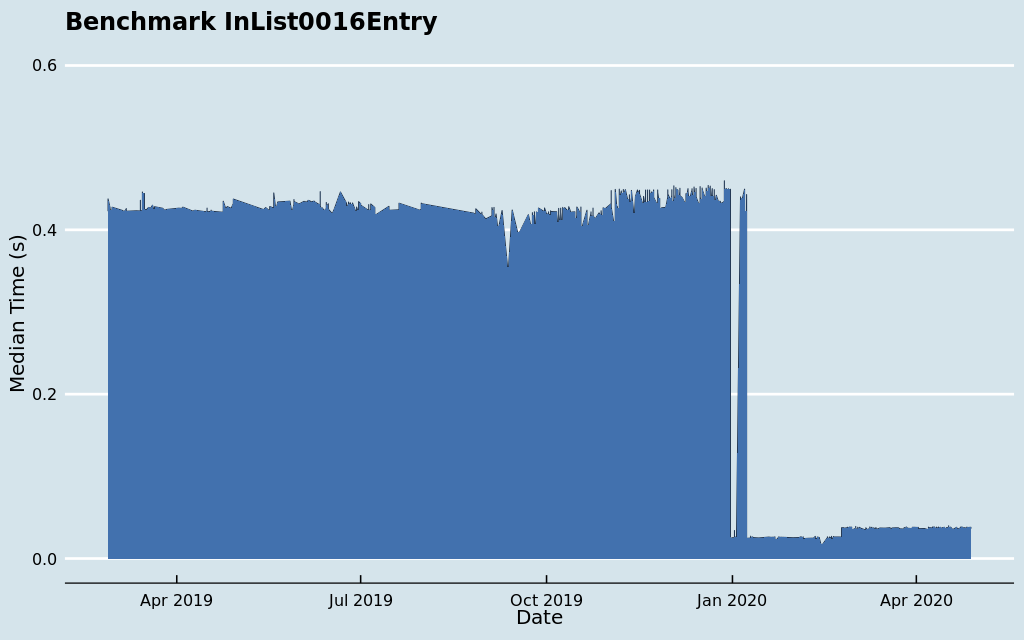 Benchmark InList0016Entry
0.6
0.4
0.2
0.0
Median Time (s)
Apr 2019
Jul 2019
Oct 2019
Jan 2020
Apr 2020
Date